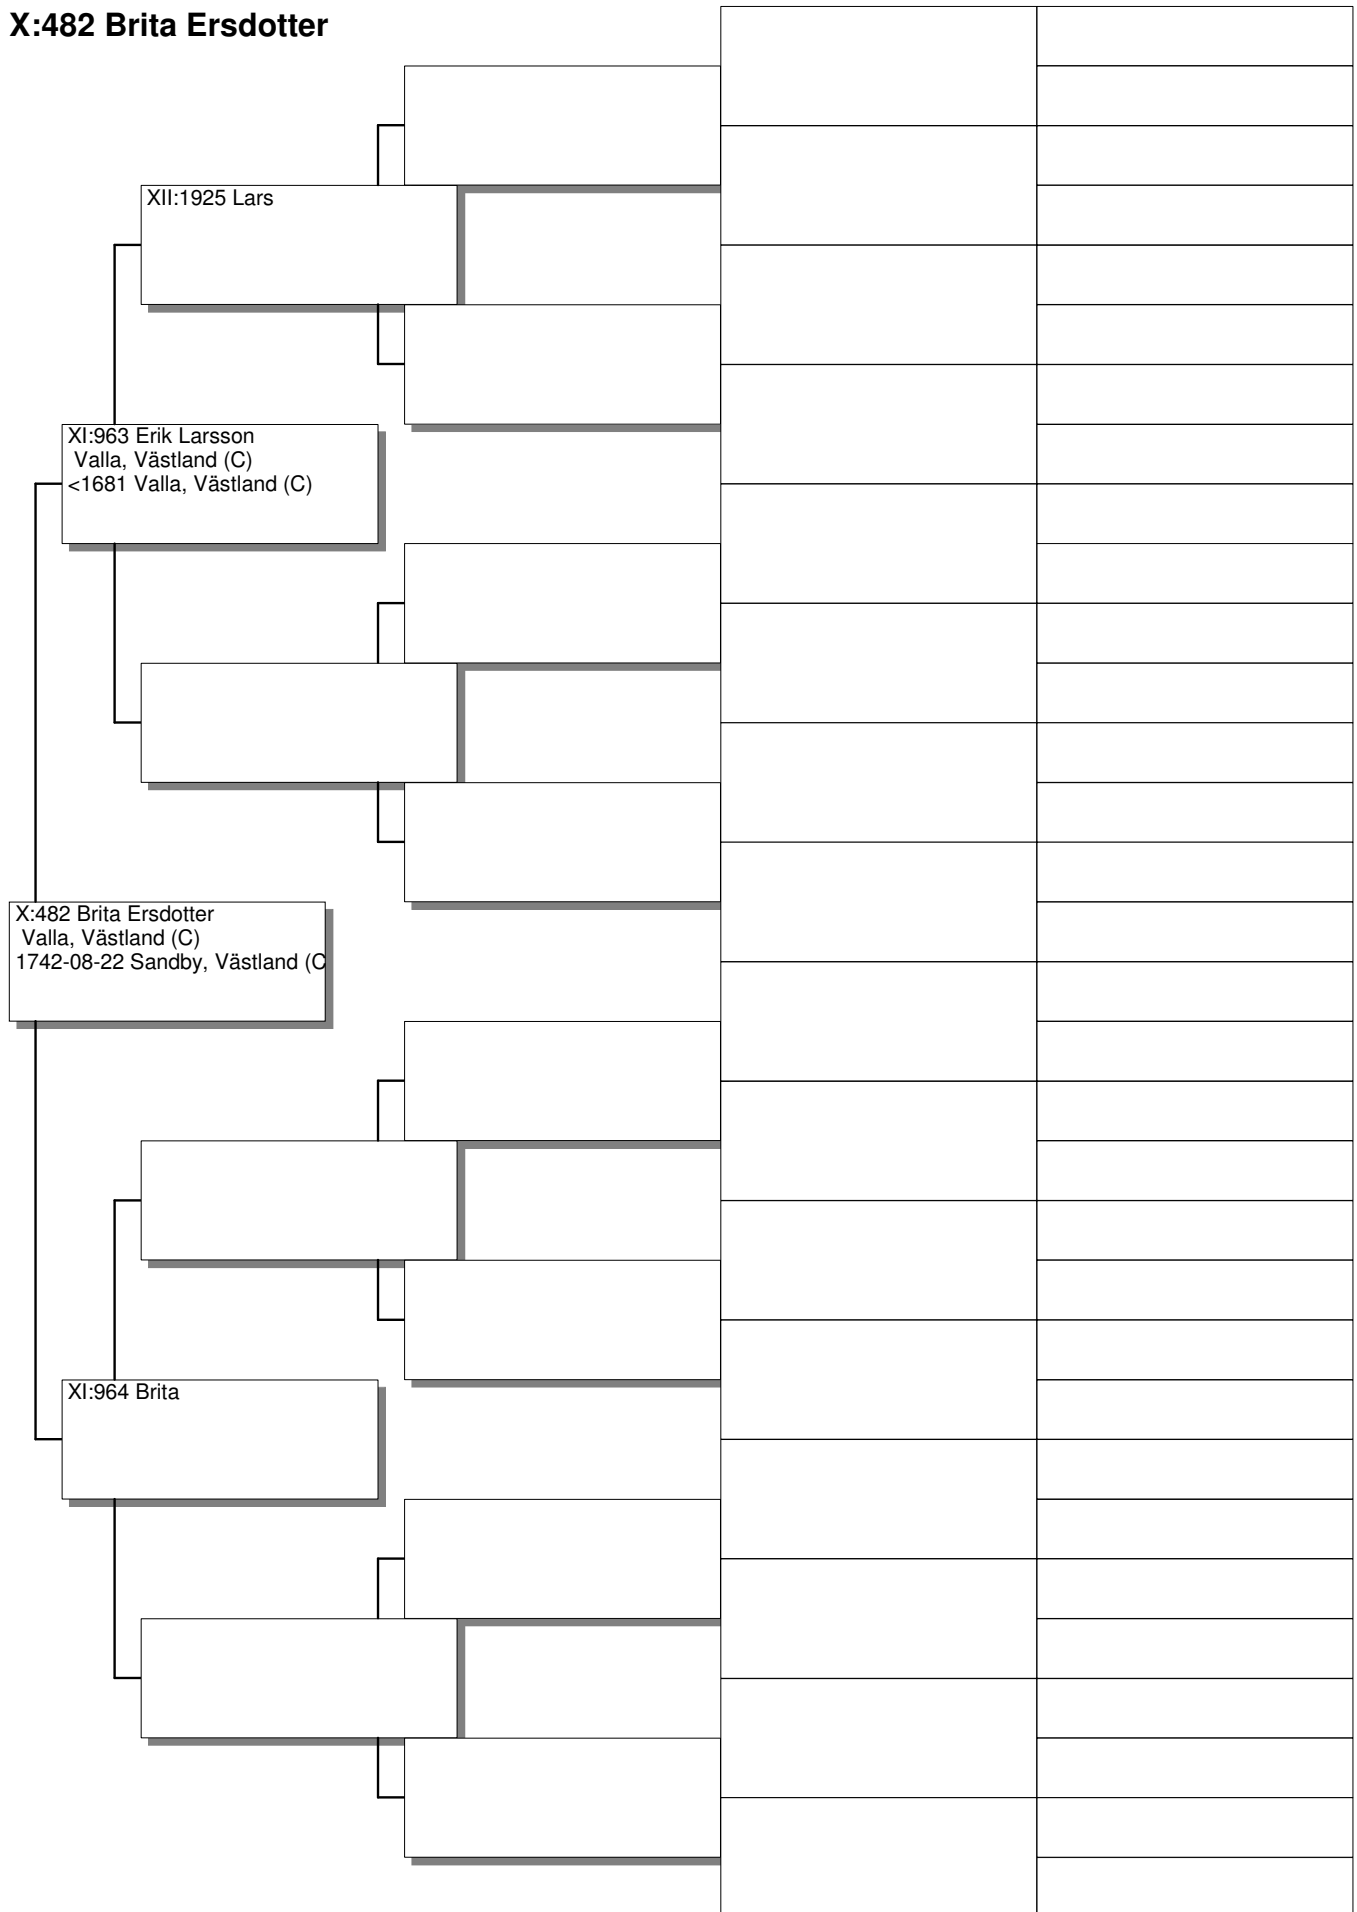 X:482 Brita Ersdotter
XII:1925 Lars
XI:963 Erik Larsson
Valla, Västland (C)
<1681 Valla, Västland (C)
X:482 Brita Ersdotter
Valla, Västland (C)
1742-08-22 Sandby, Västland (C
XI:964 Brita